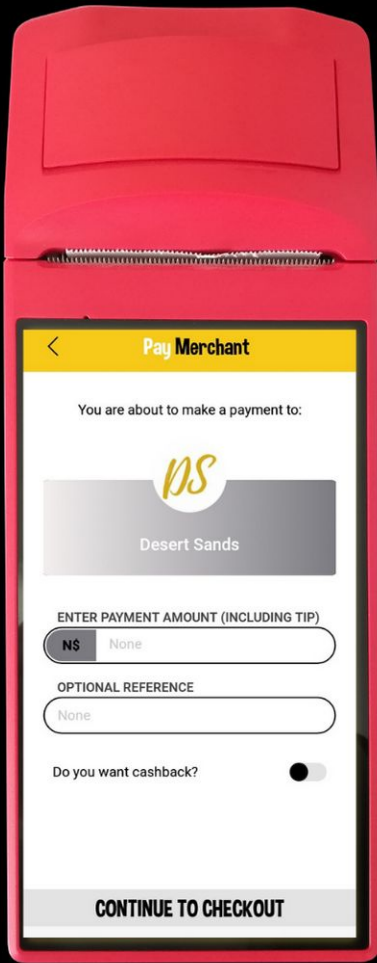 Pay Merchant
You are about to make a payment to:
DS
Desert Sands
ENTER PAYMENT AMOUNT (INCLUDING TIP)
N$ None
OPTIONAL REFERENCE
None
Do you want cashback?
CONTINUE TO CHECKOUT